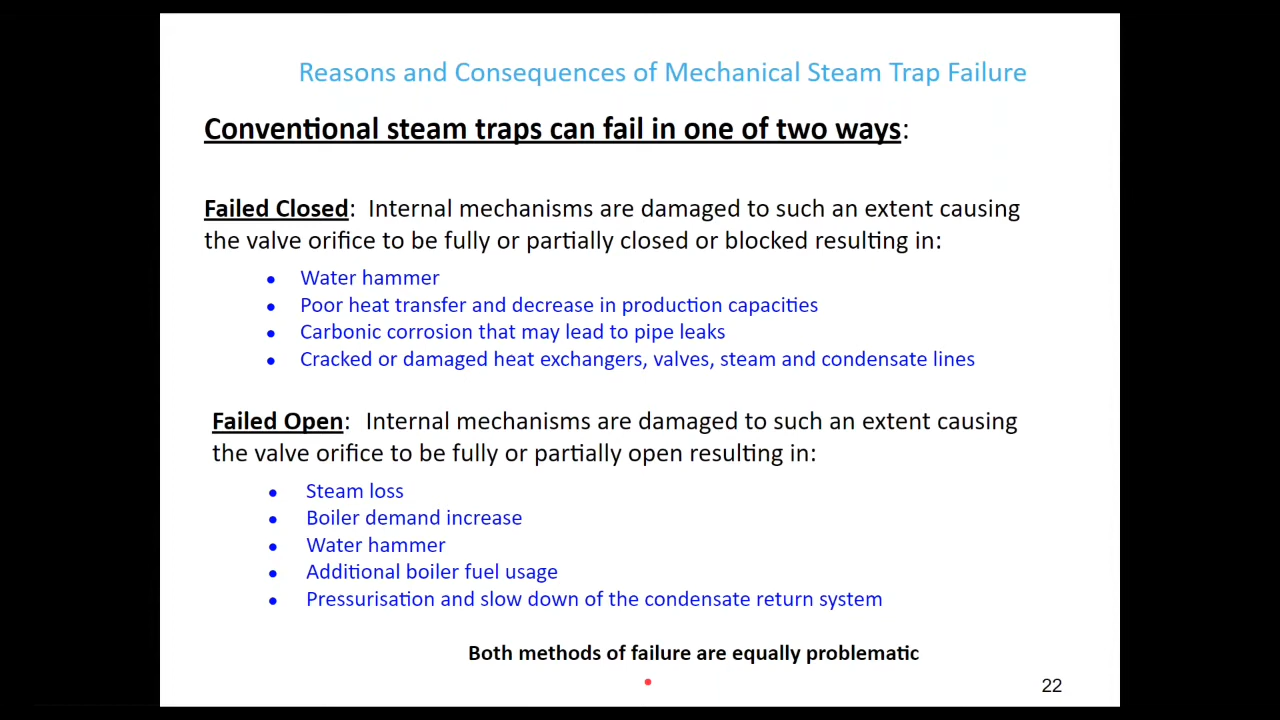 Reasons and Consequences of Mechanical Steam Trap Failure
Conventional steam traps can fail in one of two ways:
Failed Closed: Internal mechanisms are damaged to such an extent causing
the valve orifice to be fully or partially closed or blocked resulting in:
• Water hammer
• Poor heat transfer and decrease in production capacities
• Carbonic corrosion that may lead to pipe leaks
• Cracked or damaged heat exchangers, valves, steam and condensate lines
Failed Open: Internal mechanisms are damaged to such an extent causing
the valve orifice to be fully or partially open resulting in:
• Steam loss
• Boiler demand increase
• Water hammer
• Additional boiler fuel usage
• Pressurisation and slow down of the condensate return system
Both methods of failure are equally problematic
22